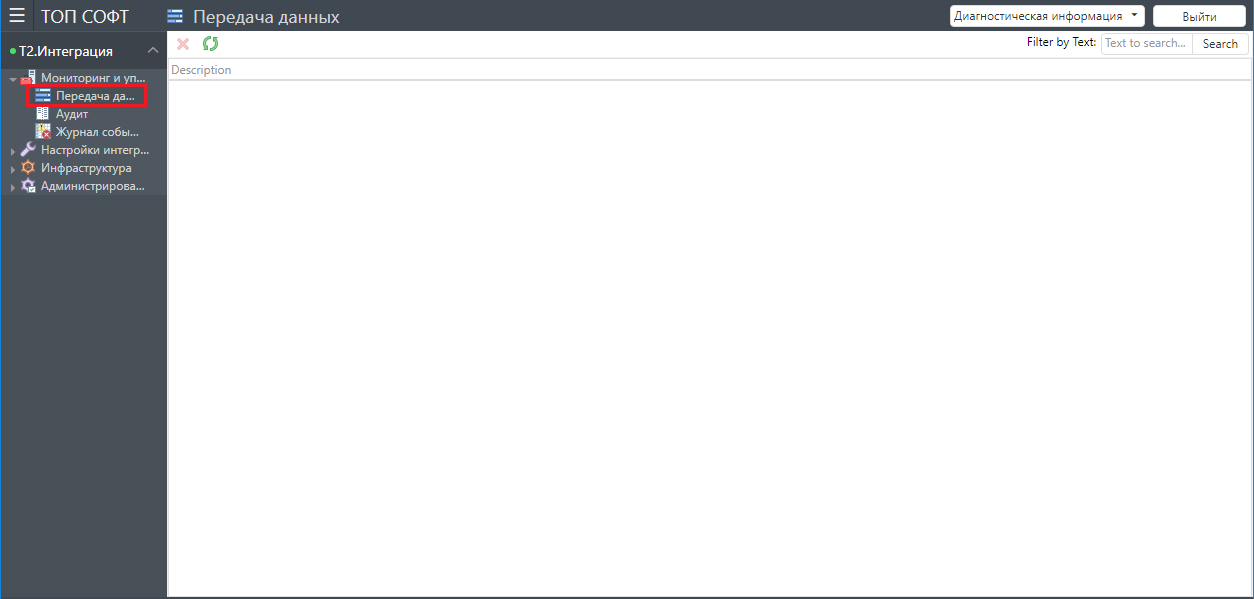 ТОП СОФТ
Передача данных
Диагностическая информация
Выйти
Т2.Интеграция
Filter by Text:
Text to search...
Search
Description
Мониторинг и уп...
Передача да...
Аудит
Журнал собы...
Настройки интегр...
Инфраструктура
Администрирова...